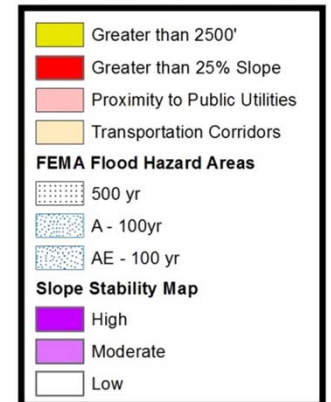 Greater than 2500'
Greater than 25% Slope
Proximity to Public Utilities
Transportation Corridors
FEMA Flood Hazard Areas
500 yr
A - 100yr
AE - 100 yr
Slope Stability Map
High
Moderate
Low